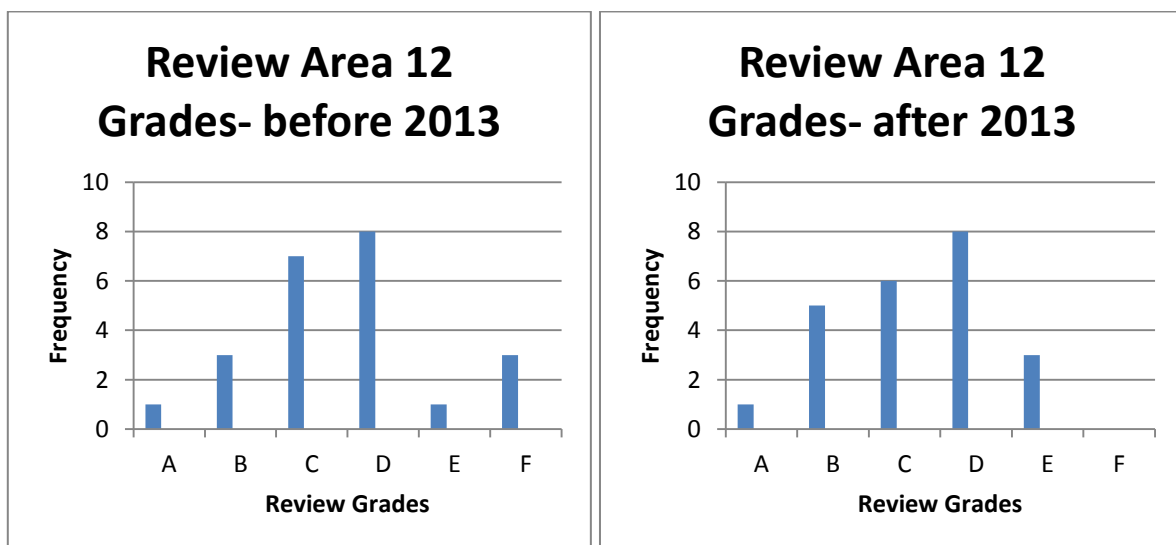 Review Area 12
Grades- before 2013
10
8
6
4
2
0
Frequency
A B C D E F
Review Grades
Review Area 12
Grades- after 2013
10
8
6
4
2
0
Frequency
A B C D E F
Review Grades